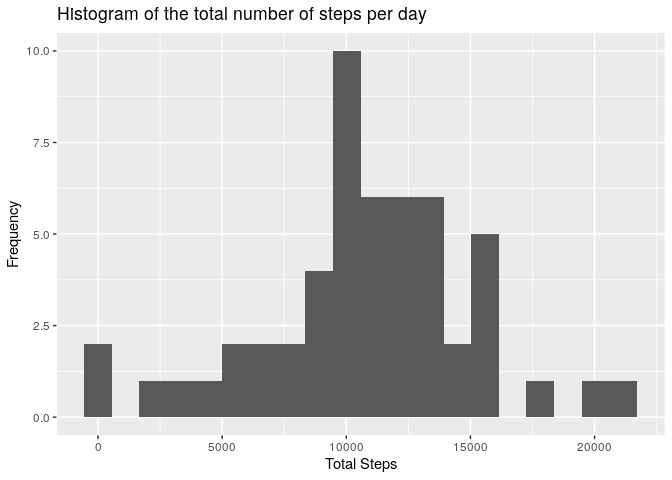 Histogram of the total number of steps per day
10.0
7.5
5.0
2.5
0.0
Frequency
0 5000 10000 15000 20000
Total Steps